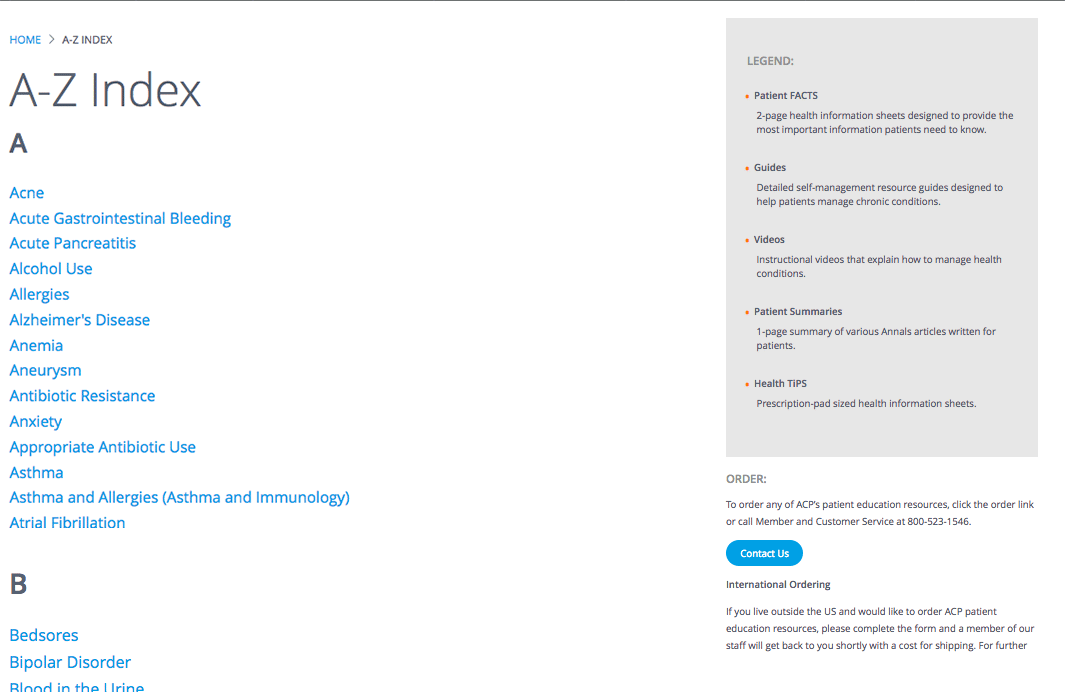 HOME > A-Z INDEX
A-Z Index
A
Acne
Acute Gastrointestinal Bleeding
Acute Pancreatitis
Alcohol Use
Allergies
Alzheimer's Disease
Anemia
Aneurysm
Antibiotic Resistance
Anxiety
Appropriate Antibiotic Use
Asthma
Asthma and Allergies (Asthma and Immunology)
Atrial Fibrillation
B
Bedsores
Bipolar Disorder
Blood in the Urine
LEGEND:
Patient FACTS
2-page health information sheets designed to provide the
most important information patients need to know.
Guides
Detailed self-management resource guides designed to
help patients manage chronic conditions.
Videos
Instructional videos that explain how to manage health
conditions.
Patient Summaries
1-page summary of various Annals articles written for
patients.
Health TiPS
Prescription-pad sized health information sheets.
ORDER:
To order any of ACP's patient education resources, click the order link
or call Member and Customer Service at 800-523-1546.
Contact Us
International Ordering
If you live outside the US and would like to order ACP patient
education resources, please complete the form and a member of our
staff will get back to you shortly with a cost for shipping. For further